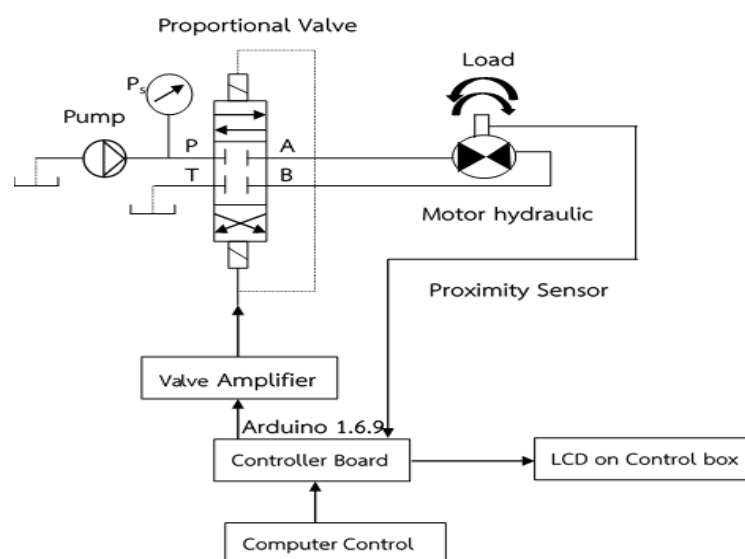 Proportional Valve
Load
Ps
Pump
P
A
T
B
Motor hydraulic
Proximity Sensor
Valve Amplifier
Arduino 1.6.9
Controller Board
LCD on Control box
Computer Control